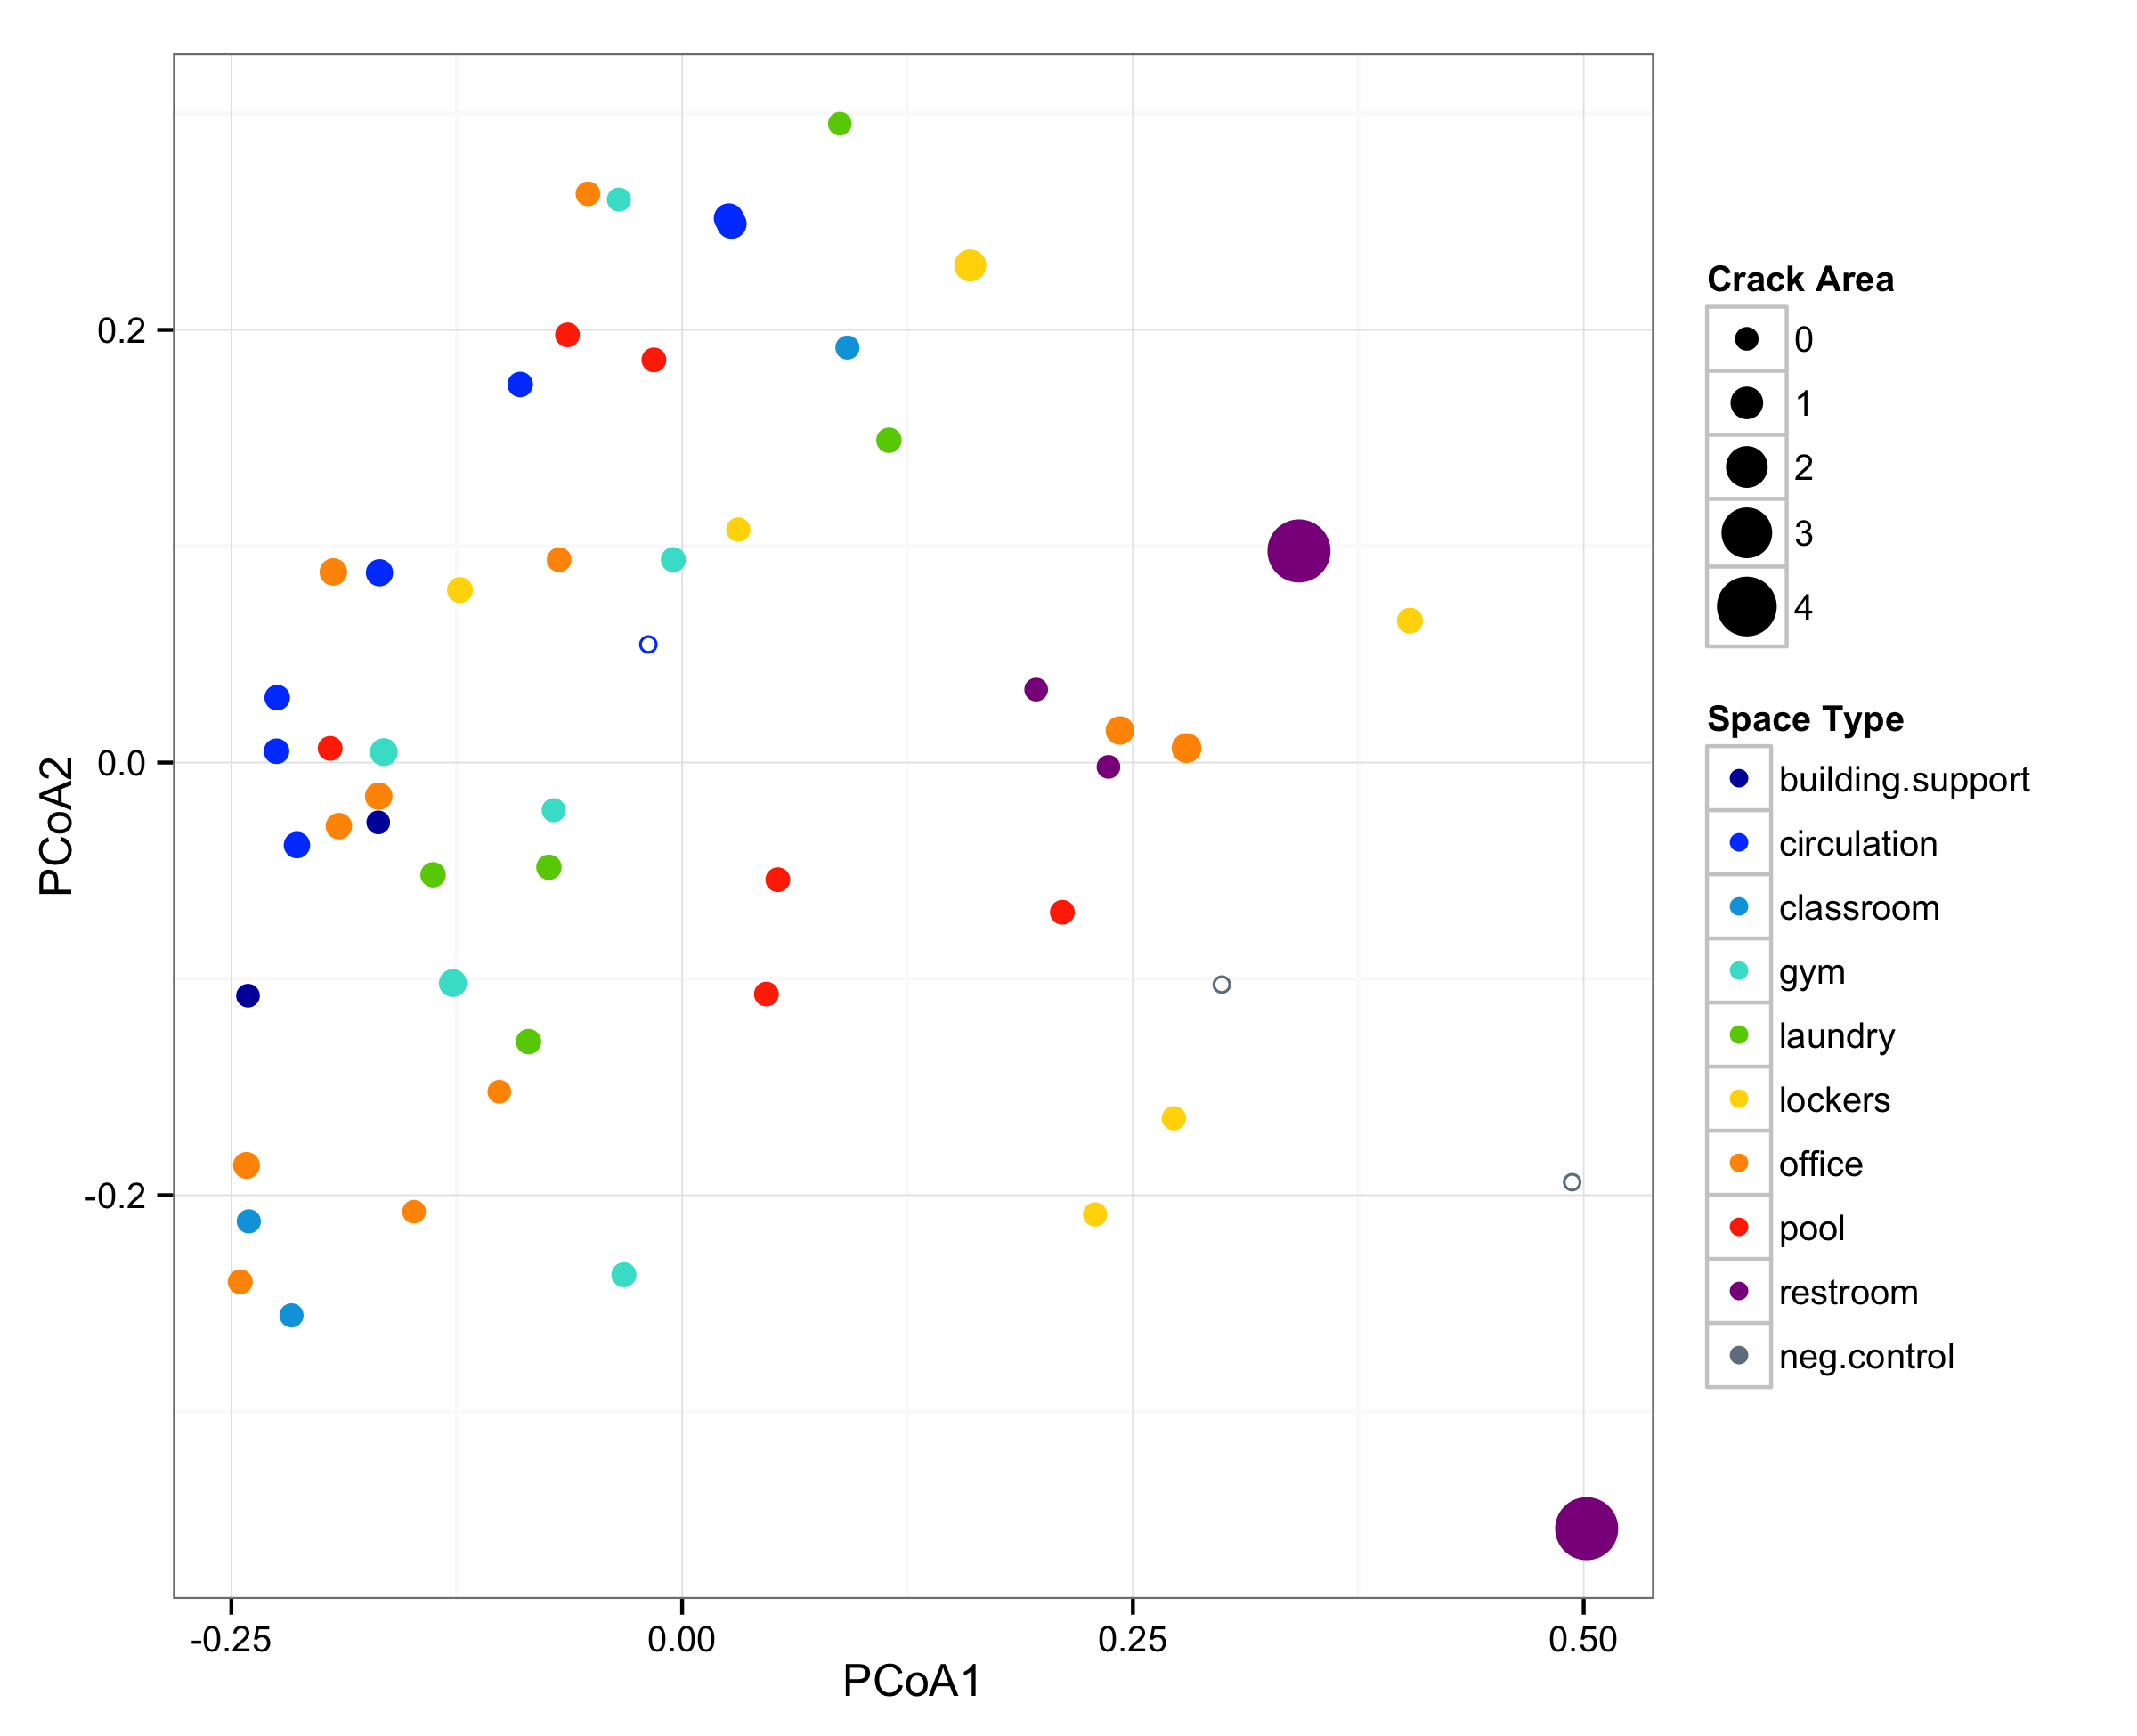 PCoA2
0.2
0.0
-0.2
-0.25
0.00
0.25
0.50
PCoA1
Crack Area
0
1
2
3
4
Space Type
building.support
circulation
classroom
gym
laundry
lockers
office
pool
restroom
neg.control